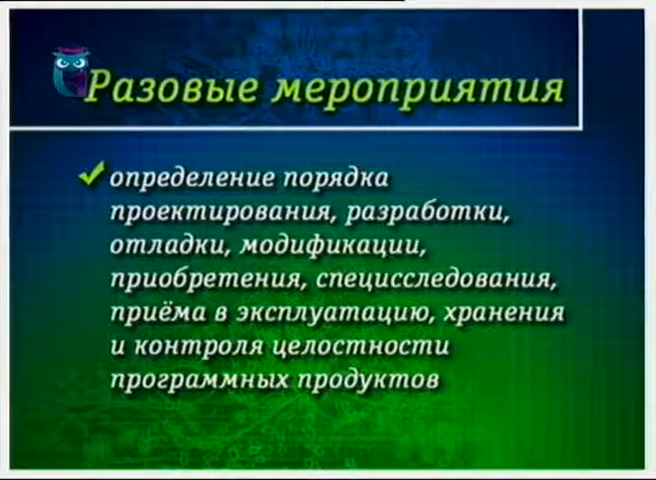 Разовые мероприятия
определение порядка
проектирования, разработки,
отладки, модификации,
приобретения, специсследования,
приёма в эксплуатацию, хранения
и контроля целостности
программных продуктов